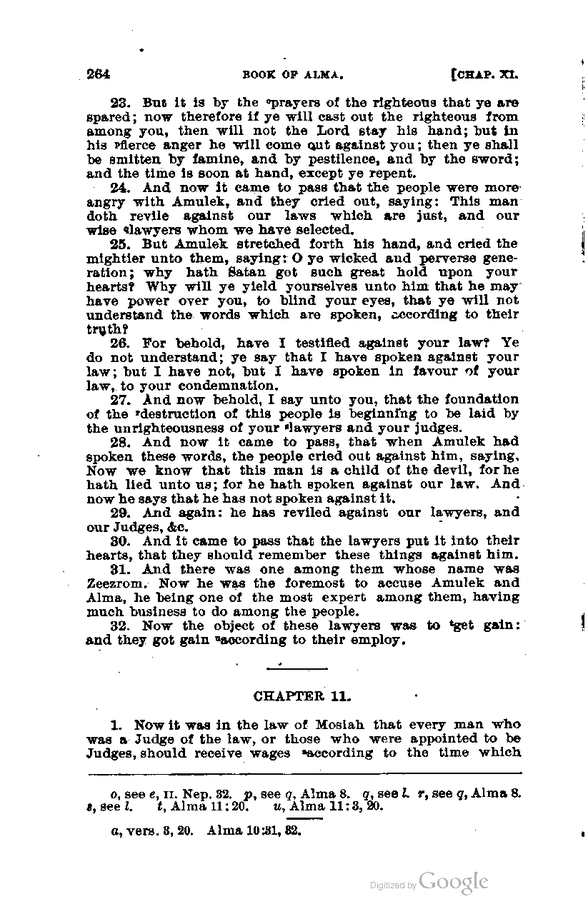 264 BOOK OF ALMA. [CHAP. XI.
23. But it is by the ᵒprayers of the righteous that ye are
spared; now therefore if ye will cast out the righteous from
among you, then will not the Lord stay his hand; but in
his ᵖfierce anger he will come out against you; then ye shall
be smitten by famine, and by pestilence, and by the sword;
and the time is soon at hand, except ye repent.
24. And now it came to pass that the people were more
angry with Amulek, and they cried out, saying: This man
doth revile against our laws which are just, and our
wise qlawyers whom we have selected.
25. But Amulek stretched forth his hand, and cried the
mightier unto them, saying: O ye wicked and perverse gene-
ration; why hath Satan got such great hold upon your
hearts? Why will ye yield yourselves unto him that he may
have power over you, to blind your eyes, that ye will not
understand the words which are spoken, according to their
truth?
26. For behold, have I testified against your law? Ye
do not understand; ye say that I have spoken against your
law; but I have not, but I have spoken in favour of your
law, to your condemnation.
27. And now behold, I say unto you, that the foundation
of the ʳdestruction of this people is beginning to be laid by
the unrighteousness of your ˢlawyers and your judges.
28. And now it came to pass, that when Amulek had
spoken these words, the people cried out against him, saying,
Now we know that this man is a child of the devil, for he
hath lied unto us; for he hath spoken against our law. And
now he says that he has not spoken against it.
29. And again: he has reviled against our lawyers, and
our Judges, &c.
30. And it came to pass that the lawyers put it into their
hearts, that they should remember these things against him.
31. And there was one among them whose name was
Zeezrom. Now he was the foremost to accuse Amulek and
Alma, he being one of the most expert among them, having
much business to do among the people.
32. Now the object of these lawyers was to ᵗget gain:
and they got gain ᵘaccording to their employ.
CHAPTER 11.
1. Now it was in the law of Mosiah that every man who
was a Judge of the law, or those who were appointed to be
Judges, should receive wages ᵃaccording to the time which
o, see e, II. Nep. 32. p, see q, Alma 8. q, see l. r, see q, Alma 8.
s, see l. t, Alma 11:20. u, Alma 11:3, 20.
a, vers. 3, 20. Alma 10:31, 32.
Digitized by Google